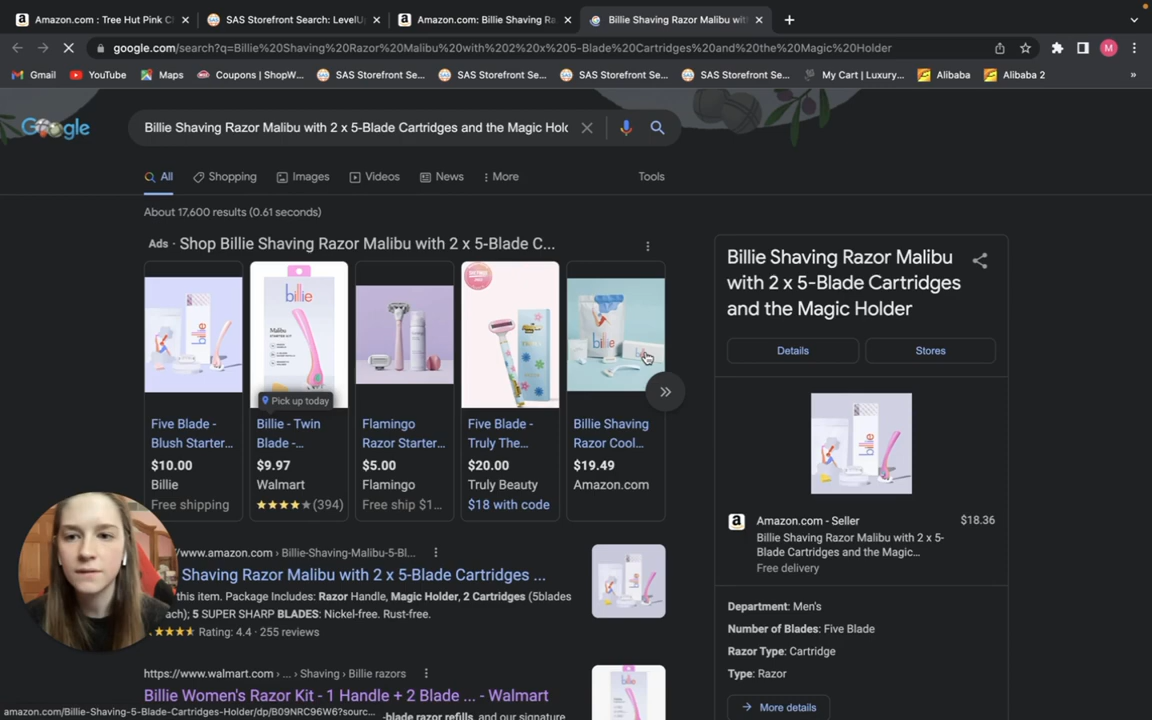 Amazon.com : Tree Hut Pink C
SAS Storefront Search: LevelU
Amazon.com: Billie Shaving Ra
Billie Shaving Razor Malibu wit
google.com/search?q=Billie%20Shaving%20Razor%20Malibu%20with%202%20x%205-Blade%20Cartridges%20and%20the%20Magic%20Holder
M
Gmail
YouTube
Maps
Coupons | ShopW...
SAS Storefront Se...
SAS Storefront Se...
SAS Storefront Se...
SAS Storefront Se...
My Cart | Luxury...
Alibaba
Alibaba 2
»
Google
Billie Shaving Razor Malibu with 2 x 5-Blade Cartridges and the Magic Holc
All
Shopping
Images
Videos
News
More
Tools
About 17,600 results (0.61 seconds)
Ads · Shop Billie Shaving Razor Malibu with 2 x 5-Blade C...
billie
Malibu
STARTER KIT
Pick up today
Five Blade -
Blush Starter...
$10.00
Billie
Free shipping
Billie - Twin
Blade -...
$9.97
Walmart
(394)
Flamingo
Razor Starter...
$5.00
Flamingo
Free ship $1...
Five Blade -
Truly The...
$20.00
Truly Beauty
$18 with code
Billie Shaving
Razor Cool...
$19.49
Amazon.com
www.amazon.com › Billie-Shaving-Malibu-5-Bl...
Shaving Razor Malibu with 2 x 5-Blade Cartridges ...
this item. Package Includes: Razor Handle, Magic Holder, 2 Cartridges (5blades
ach); 5 SUPER SHARP BLADES: Nickel-free. Rust-free.
Rating: 4.4 · 255 reviews
https://www.walmart.com › ... › Shaving › Billie razors
Billie Women's Razor Kit - 1 Handle + 2 Blade ... - Walmart
-blade razor refills, and our signature
Billie Shaving Razor Malibu
with 2 x 5-Blade Cartridges
and the Magic Holder
Details
Stores
billie
Amazon.com - Seller
$18.36
Billie Shaving Razor Malibu with 2 x 5-
Blade Cartridges and the Magic...
Free delivery
Department: Men's
Number of Blades: Five Blade
Razor Type: Cartridge
Type: Razor
More details
amazon.com/Billie-Shaving-5-Blade-Cartridges-Holder/dp/B09NRC96W6?sourc...